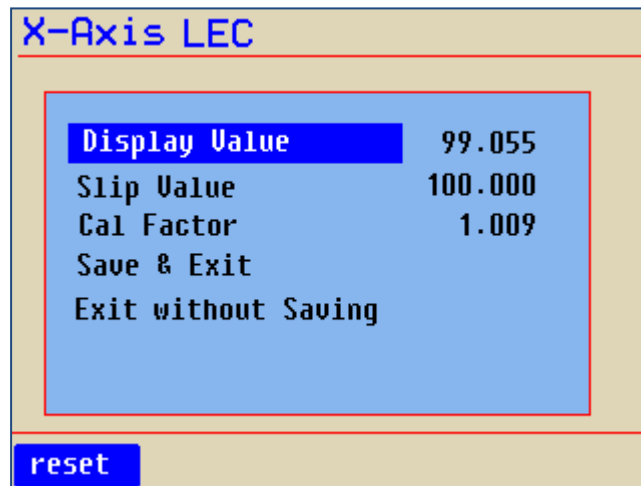 X-Axis LEC
Display Value 99.055
Slip Value 100.000
Cal Factor 1.009
Save & Exit
Exit without Saving
reset